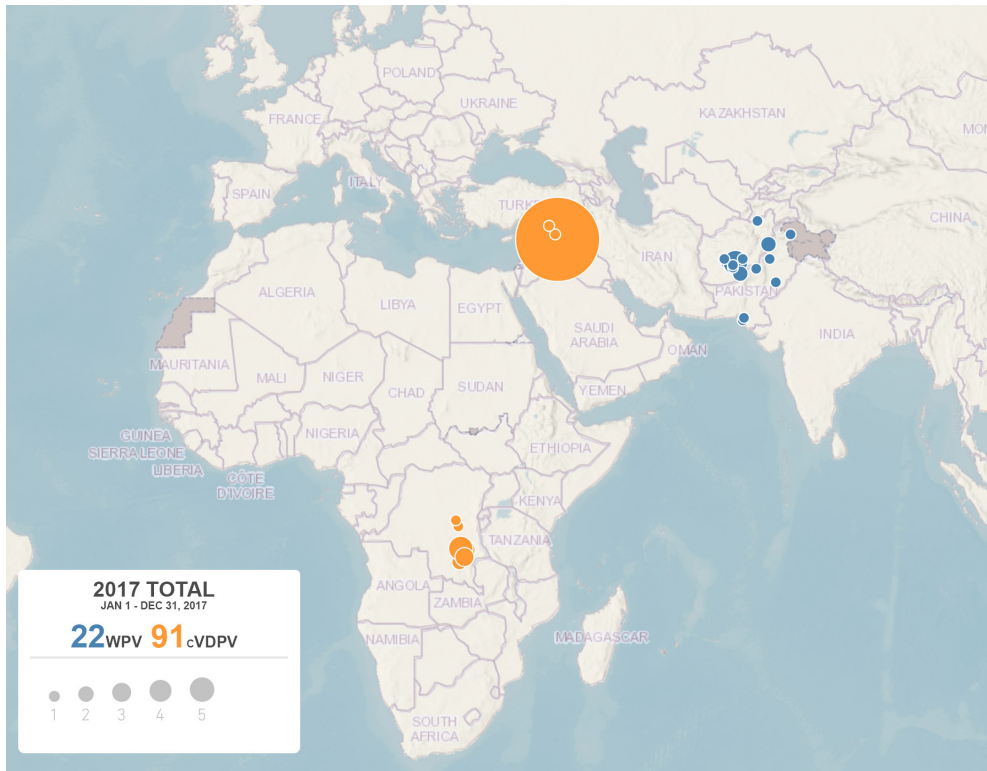 POLAND
UKRAINE
KAZAKHSTAN
FRANCE
MON
ITALY
SPAIN
TURKE
CHINA
IRAN
ALGERIA
LIBYA
EGYPT
PAKISTAN
SAUDI
ARABIA
INDIA
OMAN
MAURITANIA
MALI
NIGER
CHAD
SUDAN
YEMEN
GUINEA
SIERRA LEONE
LIBERIA
NIGERIA
ETHIOPIA
CÔTE
D'IVOIRE
KENYA
TANZANIA
ANGOLA
ZAMBIA
NAMIBIA
MADAGASCAR
SOUTH
AFRICA
2017 TOTAL
JAN 1 - DEC 31, 2017
22WPV 91cVDPV
1 2 3 4 5